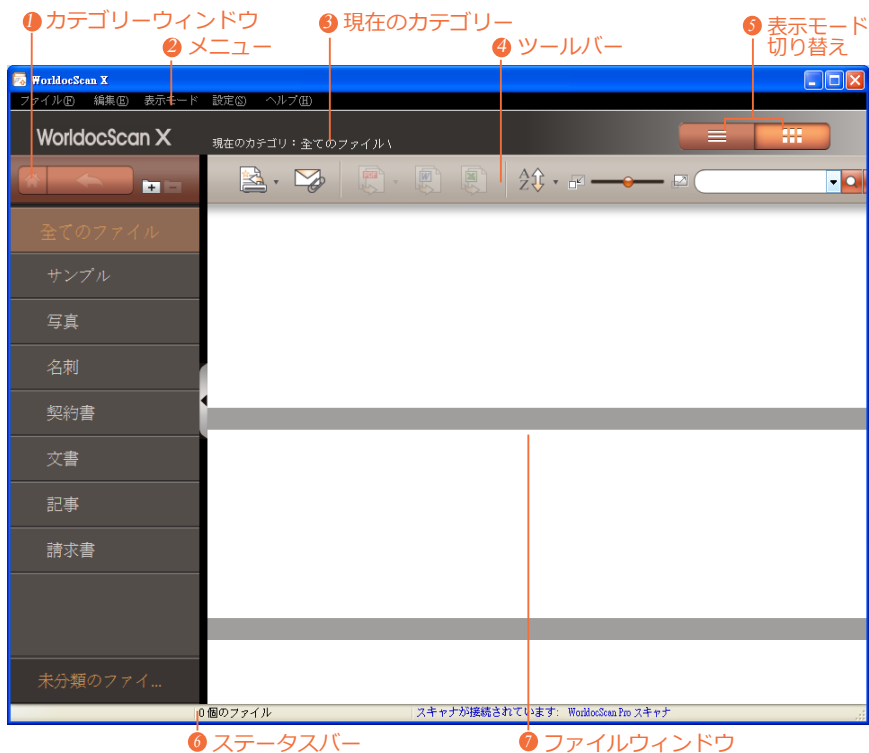 1 カテゴリーウィンドウ
2 メニュー
3 現在のカテゴリー
4 ツールバー
5 表示モード
切り替え
WorldocScan X
ファイル(F) 編集(E) 表示モード 設定(S) ヘルプ(H)
WorldocScan X
現在のカテゴリ：全てのファイル \
PDF
A
Z
全てのファイル
サンプル
写真
名刺
契約書
文書
記事
請求書
未分類のファイ...
0 個のファイル
スキャナが接続されています: WorldocScan Pro スキャナ
6 ステータスバー
7 ファイルウィンドウ